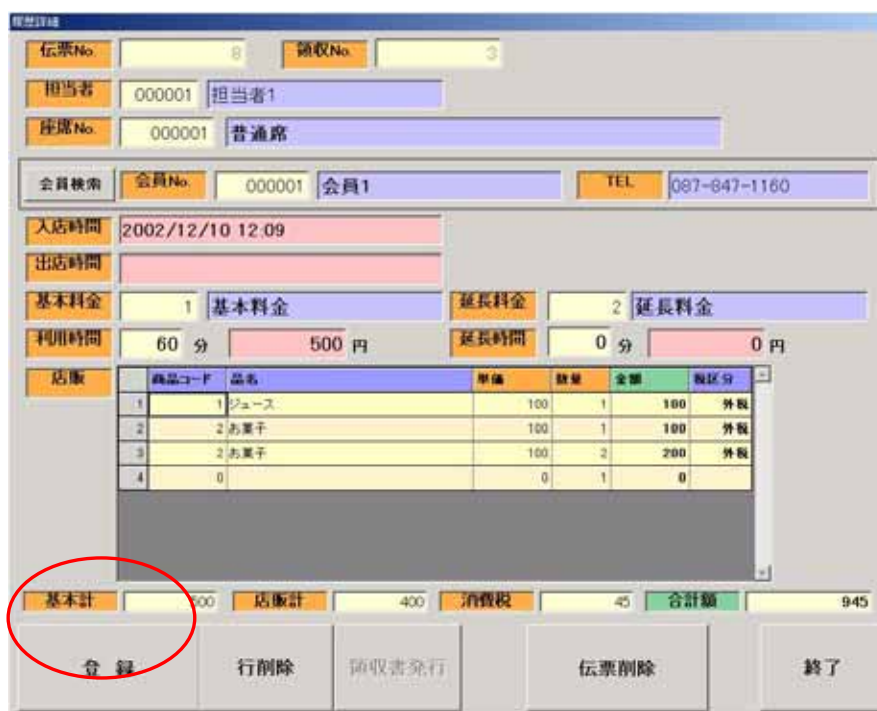 履歴詳細
伝票No. 8 領収No. 3
担当者 000001 担当者1
座席No. 000001 普通席
会員検索 会員No. 000001 会員1 TEL 087-847-1160
入店時間 2002/12/10 12:09
出店時間
基本料金 1 基本料金 延長料金 2 延長料金
利用時間 60 分 500 円 延長時間 0 分 0 円
店販 商品コード 品名 単価 数量 金額 税区分
1 1 ジュース 100 1 100 外税
2 2 お菓子 100 1 100 外税
3 2 お菓子 100 2 200 外税
4 0 0 1 0
基本計 500 店販計 400 消費税 45 合計額 945
登録 行削除 領収書発行 伝票削除 終了